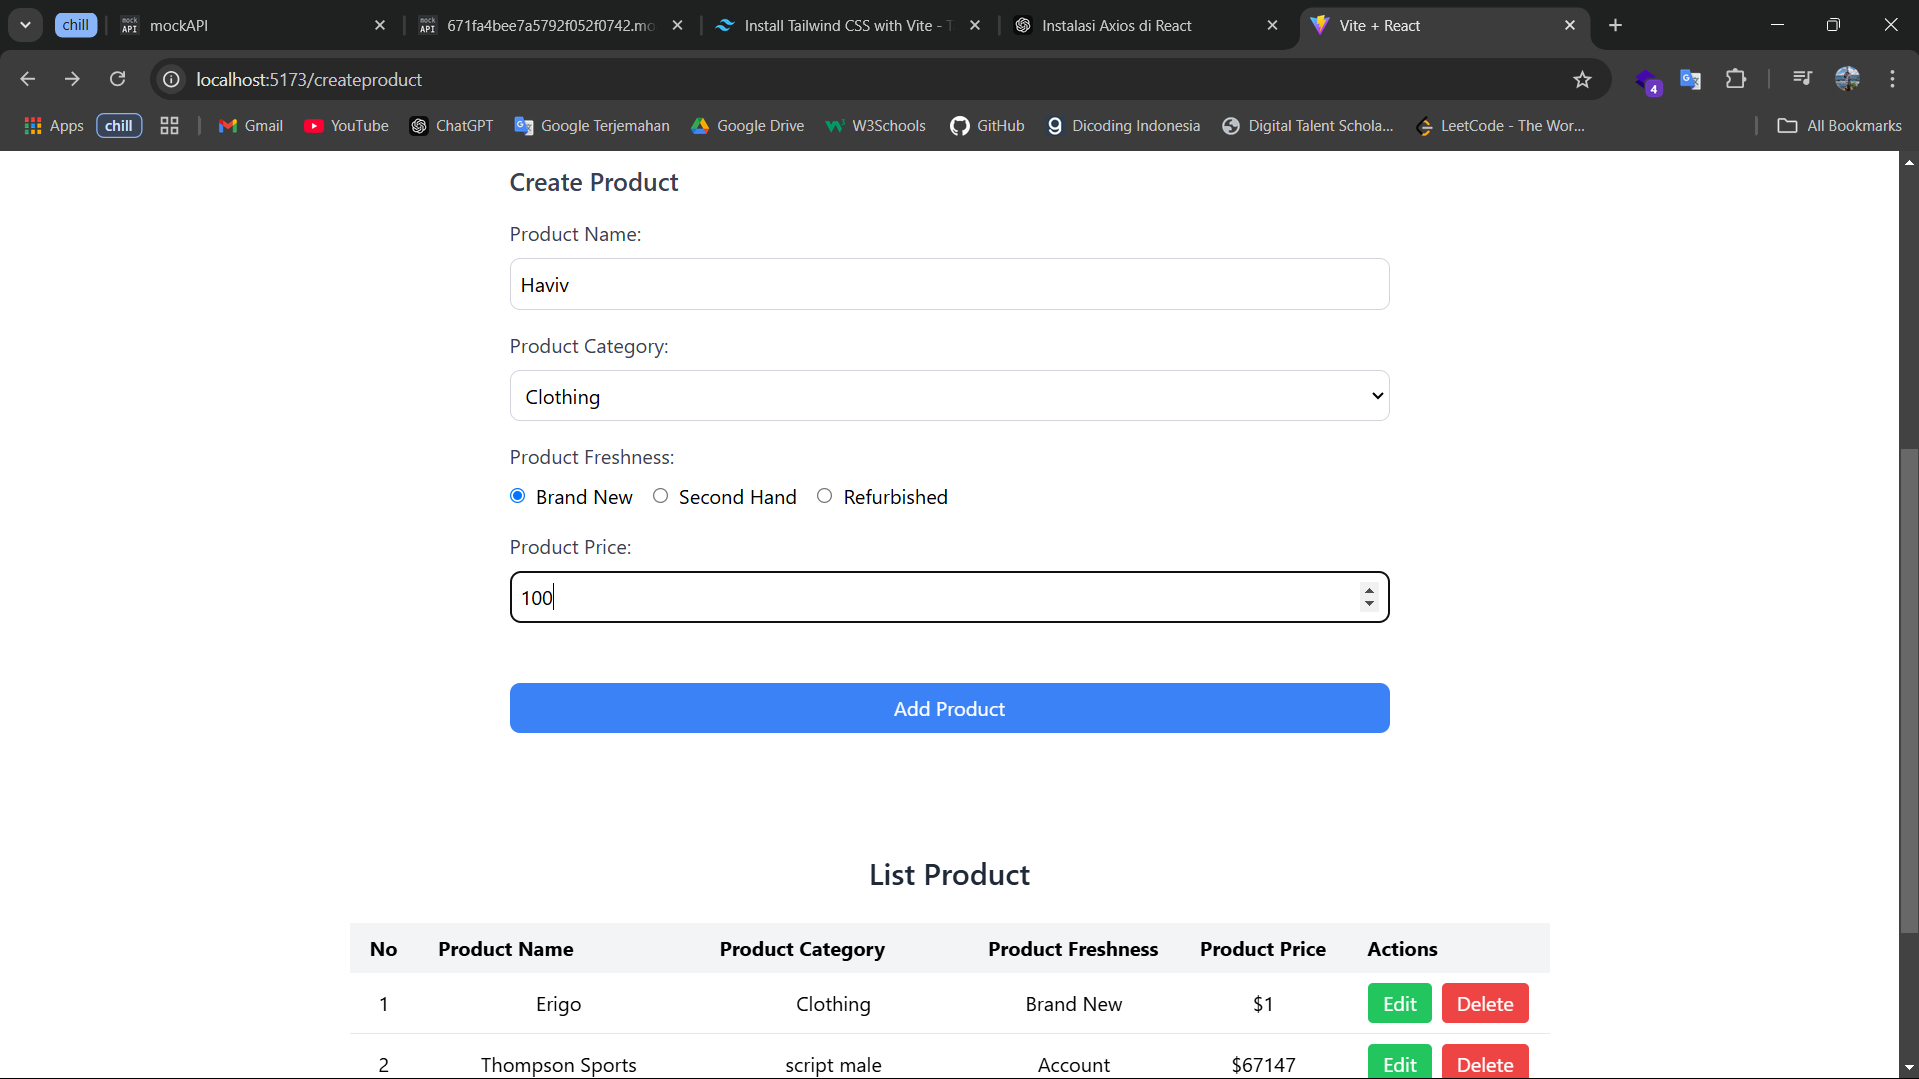 chill
mockAPI
671fa4bee7a5792f052f0742.mo
Install Tailwind CSS with Vite - T
Instalasi Axios di React
Vite + React
localhost:5173/createproduct
4
Apps
chill
Gmail
YouTube
ChatGPT
Google Terjemahan
Google Drive
W3Schools
GitHub
Dicoding Indonesia
Digital Talent Schola...
LeetCode - The Wor...
All Bookmarks
Create Product
Product Name:
Haviv
Product Category:
Clothing
Product Freshness:
Brand New Second Hand Refurbished
Product Price:
100
Add Product
List Product
No Product Name Product Category Product Freshness Product Price Actions
1 Erigo Clothing Brand New $1 Edit Delete
2 Thompson Sports script male Account $67147 Edit Delete